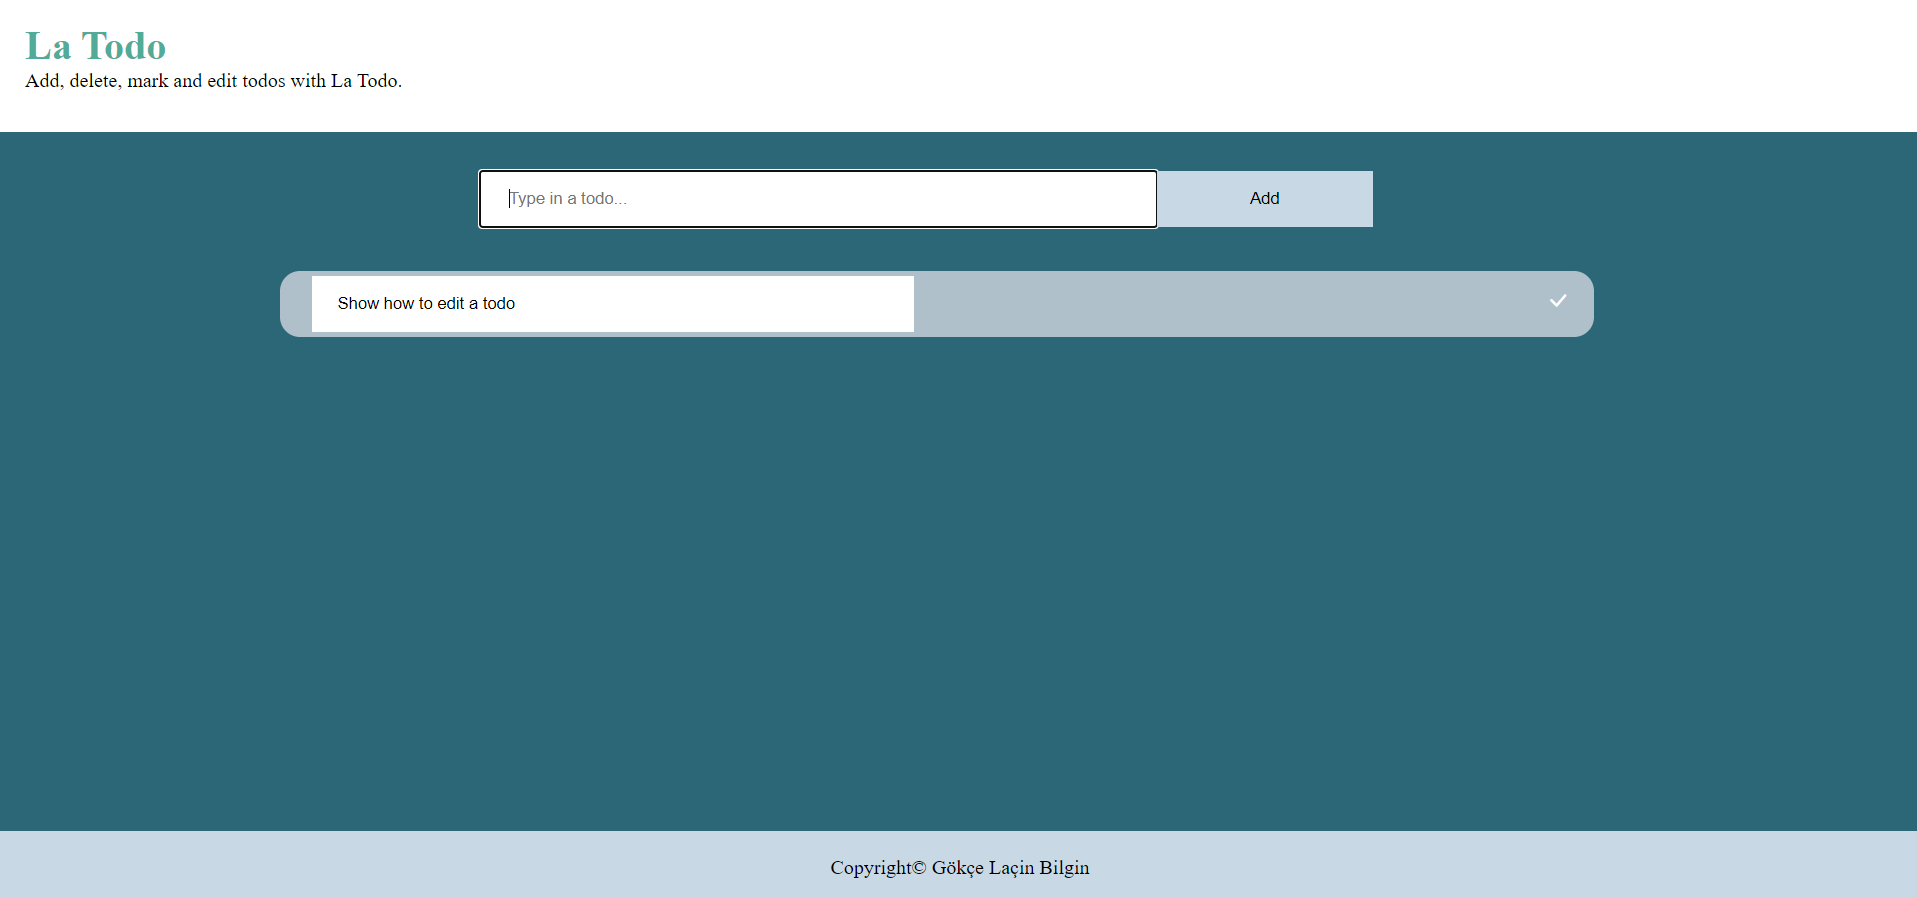 La Todo
Add, delete, mark and edit todos with La Todo.
Type in a todo...
Add
Show how to edit a todo
Copyright© Gökçe Laçin Bilgin